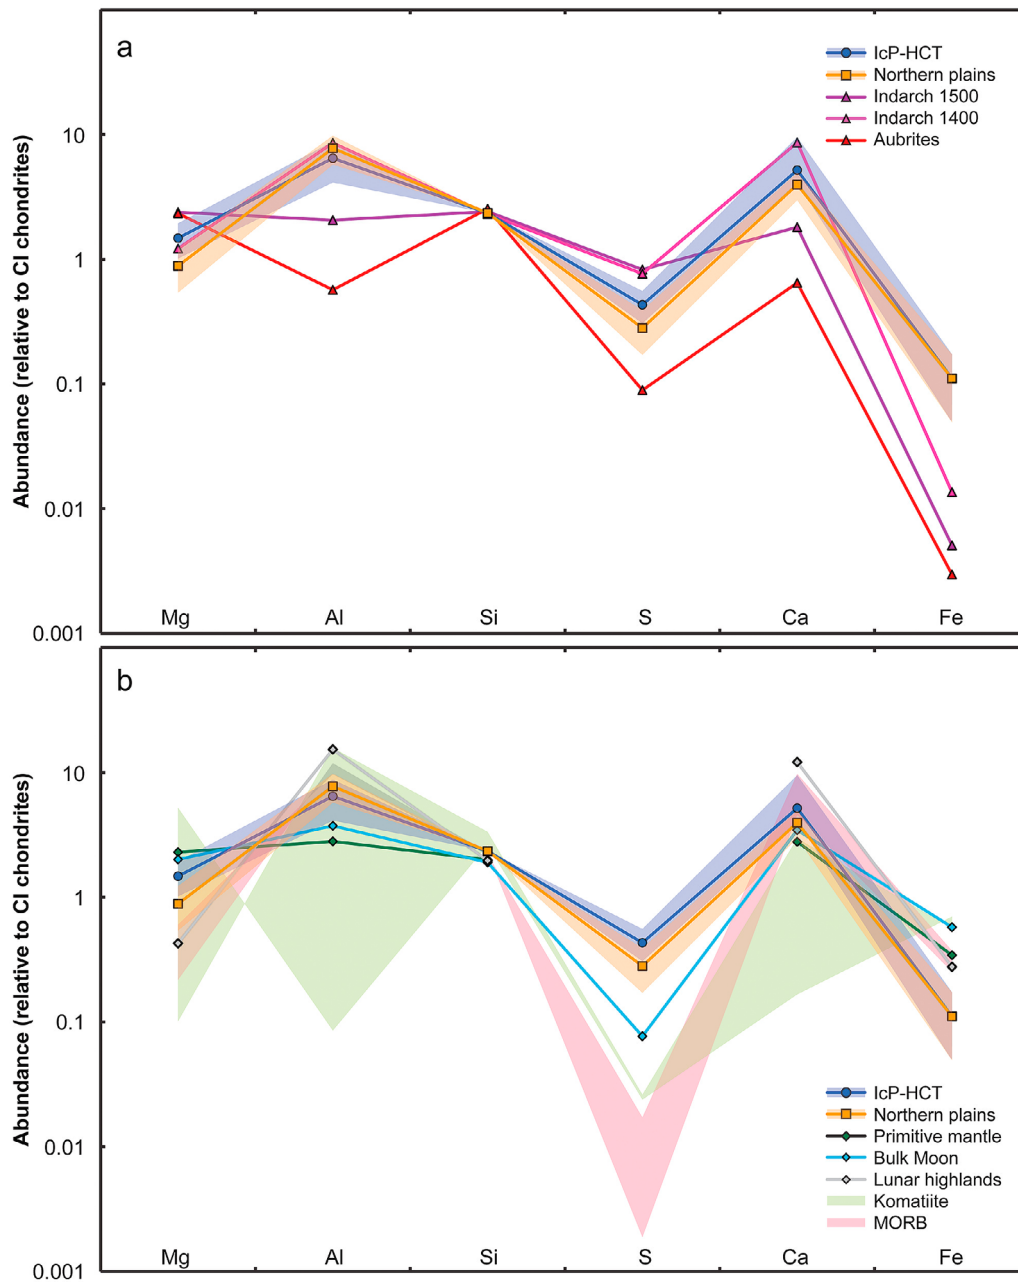 a
IcP-HCT
Northern plains
Indarch 1500
Indarch 1400
Aubrites
Abundance (relative to CI chondrites)
10
1
0.1
0.01
0.001
Mg Al Si S Ca Fe
b
Abundance (relative to CI chondrites)
10
1
0.1
0.01
0.001
IcP-HCT
Northern plains
Primitive mantle
Bulk Moon
Lunar highlands
Komatiite
MORB
Mg Al Si S Ca Fe